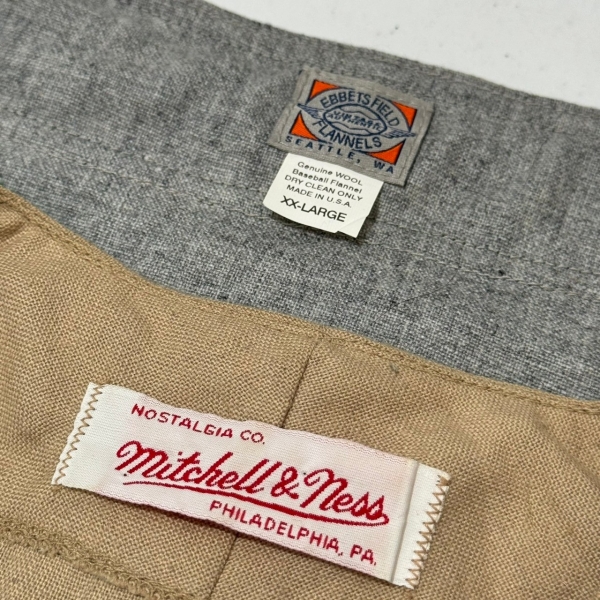 EBBETS FIELD
FLANNELS
SEATTLE, WA
Genuine WOOL
Baseball Flannel
DRY CLEAN ONLY
MADE IN U.S.A.
XX-LARGE
NOSTALGIA CO.
Mitchell & Ness
PHILADELPHIA, PA.